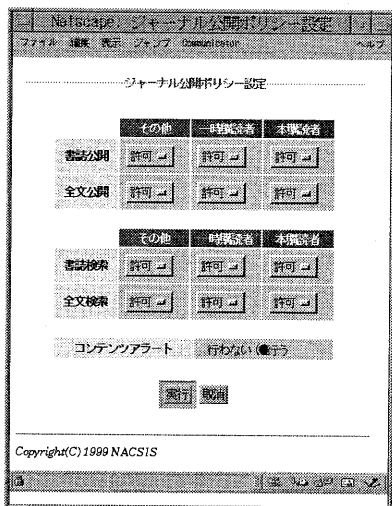 Netscape: ジャーナル公開ポリシー設定
ファイル 編集 表示 ジャンプ Communicator ヘルプ
ジャーナル公開ポリシー設定
その他 一時購読者 本購読者
書誌公開 許可 許可 許可
全文公開 許可 許可 許可
その他 一時購読者 本購読者
書誌検索 許可 許可 許可
全文検索 許可 許可 許可
コンテンツアラート 行わない 行う
実行 取消
Copyright(C) 1999 NACSIS